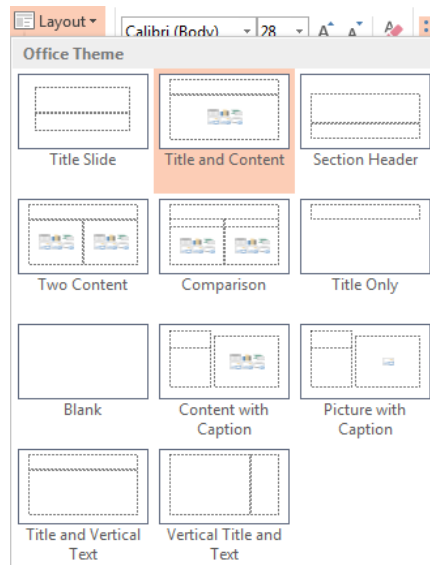 Layout
Calibri (Body) 28 A A
Office Theme
Title Slide Title and Content Section Header
Two Content Comparison Title Only
Blank Content with Caption Picture with Caption
Title and Vertical Text Vertical Title and Text